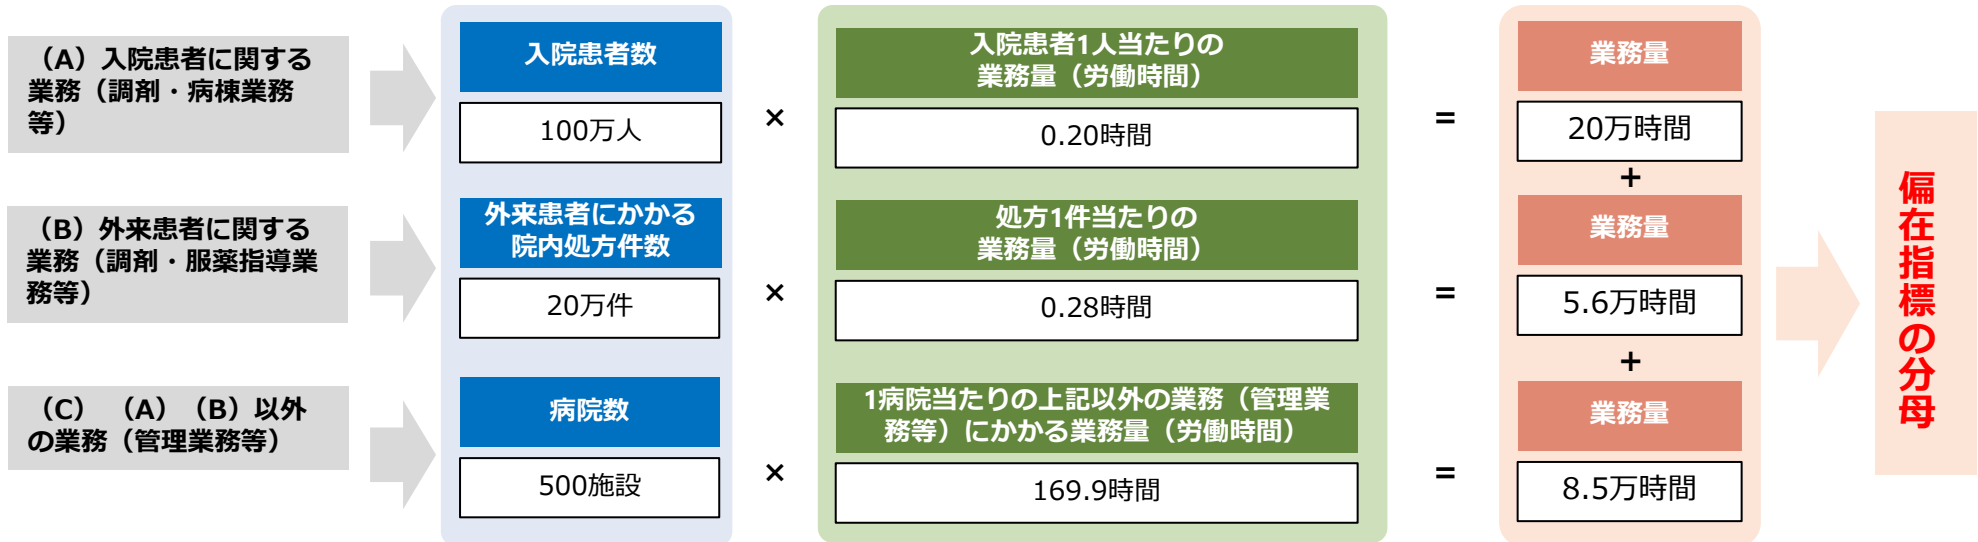 （A）入院患者に関する
業務（調剤・病棟業務
等）
入院患者数
100万人
×
入院患者1人当たりの
業務量（労働時間）
0.20時間
=
業務量
20万時間
+
（B）外来患者に関する
業務（調剤・服薬指導業
務等）
外来患者にかかる
院内処方件数
20万件
×
処方1件当たりの
業務量（労働時間）
0.28時間
=
業務量
5.6万時間
+
（C）（A）（B）以外
の業務（管理業務等）
病院数
500施設
×
1病院当たりの上記以外の業務（管理業
務等）にかかる業務量（労働時間）
169.9時間
=
業務量
8.5万時間
偏在指標の分母